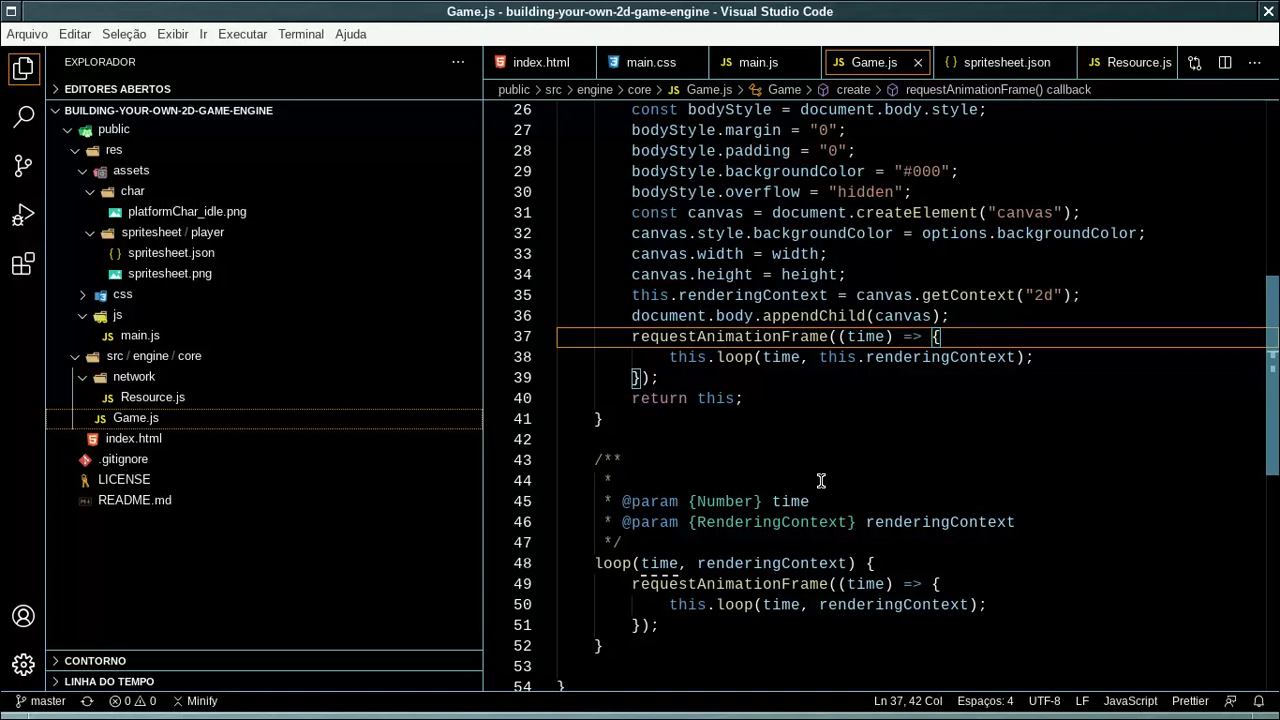 Game.js - building-your-own-2d-game-engine - Visual Studio Code
Arquivo Editar Seleção Exibir Ir Executar Terminal Ajuda
EXPLORADOR
EDITORES ABERTOS
BUILDING-YOUR-OWN-2D-GAME-ENGINE
public
res
assets
char
platformChar_idle.png
spritesheet / player
spritesheet.json
spritesheet.png
css
js
JS main.js
src / engine / core
network
JS Resource.js
JS Game.js
index.html
.gitignore
LICENSE
README.md
CONTORNO
LINHA DO TEMPO
index.html main.css JS main.js JS Game.js {} spritesheet.json JS Resource.js
public > src > engine > core > JS Game.js > Game > create > requestAnimationFrame() callback
26 const bodyStyle = document.body.style;
27 bodyStyle.margin = "0";
28 bodyStyle.padding = "0";
29 bodyStyle.backgroundColor = "#000";
30 bodyStyle.overflow = "hidden";
31 const canvas = document.createElement("canvas");
32 canvas.style.backgroundColor = options.backgroundColor;
33 canvas.width = width;
34 canvas.height = height;
35 this.renderingContext = canvas.getContext("2d");
36 document.body.appendChild(canvas);
37 requestAnimationFrame((time) => {
38 this.loop(time, this.renderingContext);
39 });
40 return this;
41 }
42
43 /**
44 *
45 * @param {Number} time
46 * @param {RenderingContext} renderingContext
47 */
48 loop(time, renderingContext) {
49 requestAnimationFrame((time) => {
50 this.loop(time, renderingContext);
51 });
52 }
53
54 }
master 0 0 Minify Ln 37, 42 Col Espaços: 4 UTF-8 LF JavaScript Prettier